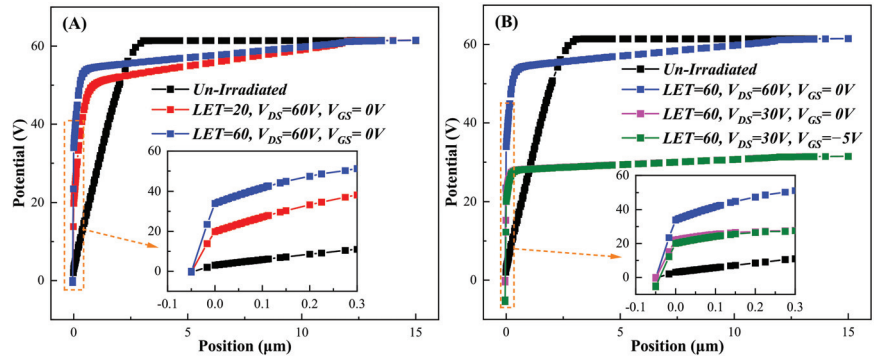 (A)
Potential (V)
60
40
20
0
Un-Irradiated
LET=20, VDS=60V, VGS= 0V
LET=60, VDS=60V, VGS= 0V
60
40
20
0
-0.1 0.0 0.1 0.2 0.3
0 5 10 15
Position (μm)
(B)
Potential (V)
60
40
20
0
Un-Irradiated
LET=60, VDS=60V, VGS= 0V
LET=60, VDS=30V, VGS= 0V
LET=60, VDS=30V, VGS=−5V
60
40
20
0
-0.1 0.0 0.1 0.2 0.3
0 5 10 15
Position (μm)